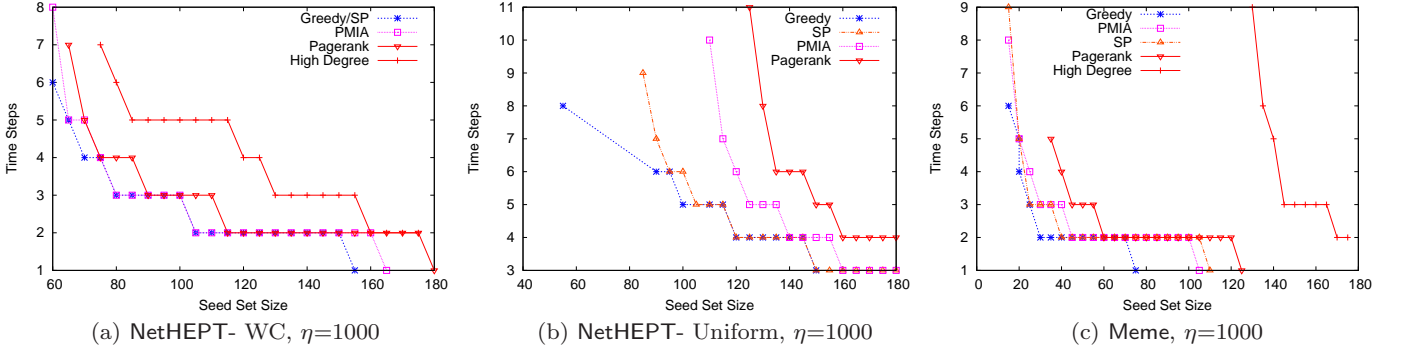 Time Steps
8
7
6
5
4
3
2
1
60 80 100 120 140 160 180
Seed Set Size
Greedy/SP
PMIA
Pagerank
High Degree
(a) NetHEPT- WC, η=1000
Time Steps
11
10
9
8
7
6
5
4
3
40 60 80 100 120 140 160 180
Seed Set Size
Greedy
SP
PMIA
Pagerank
(b) NetHEPT- Uniform, η=1000
Time Steps
9
8
7
6
5
4
3
2
1
0 20 40 60 80 100 120 130 140 160 180
Seed Set Size
Greedy
PMIA
SP
Pagerank
High Degree
(c) Meme, η=1000